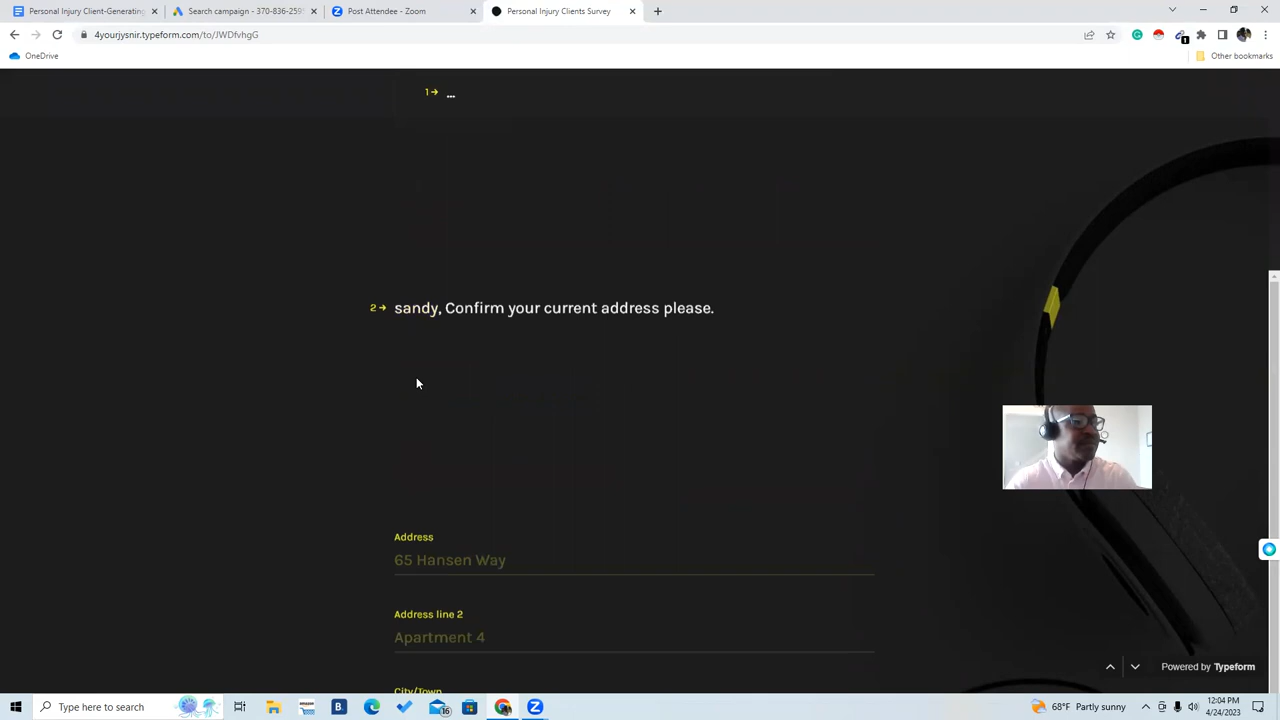 Personal Injury Client-Generating
Search campaign - 370-836-259
Post Attendee - Zoom
Personal Injury Clients Survey
4yourjysnir.typeform.com/to/JWDfvhgG
OneDrive
Other bookmarks
1 → ...
2 → sandy, Confirm your current address please.
Address
65 Hansen Way
Address line 2
Apartment 4
City/Town
Powered by Typeform
Type here to search
16
68°F Partly sunny
12:04 PM
4/24/2023